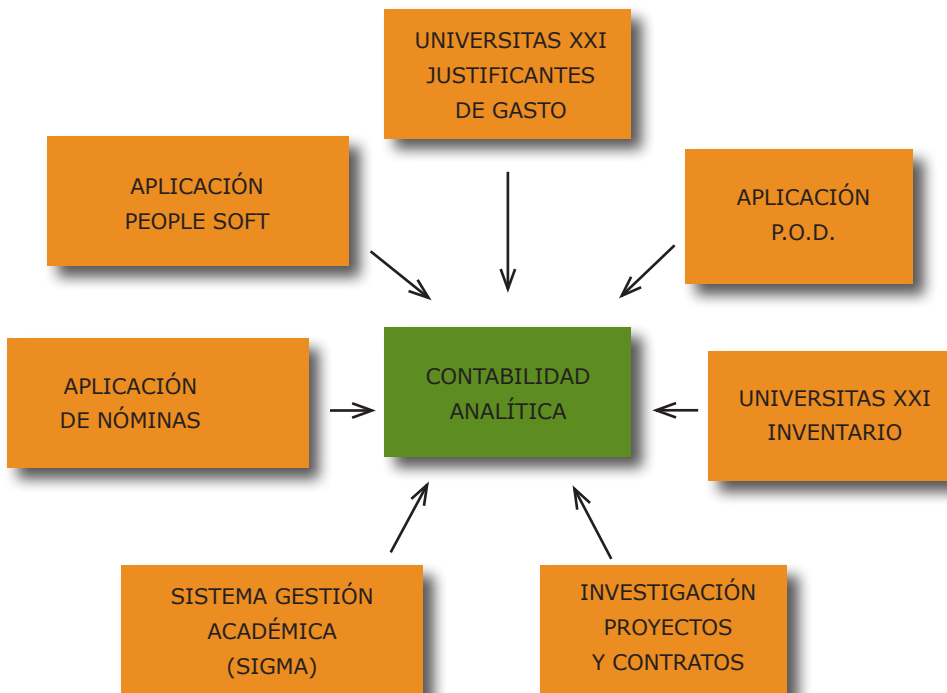 UNIVERSITAS XXI
JUSTIFICANTES
DE GASTO
APLICACIÓN
PEOPLE SOFT
APLICACIÓN
P.O.D.
CONTABILIDAD
ANALÍTICA
APLICACIÓN
DE NÓMINAS
UNIVERSITAS XXI
INVENTARIO
SISTEMA GESTIÓN
ACADÉMICA
(SIGMA)
INVESTIGACIÓN
PROYECTOS
Y CONTRATOS